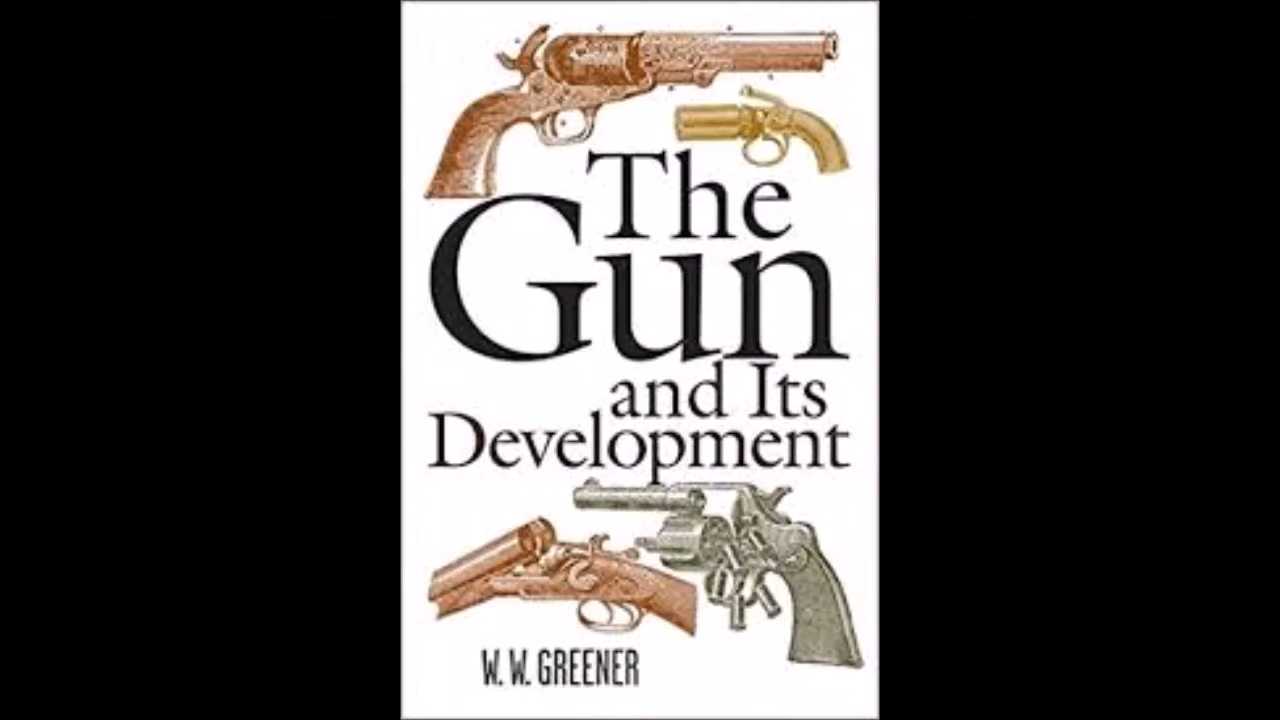 The
Gun
and Its
Development
W. W. GREENER